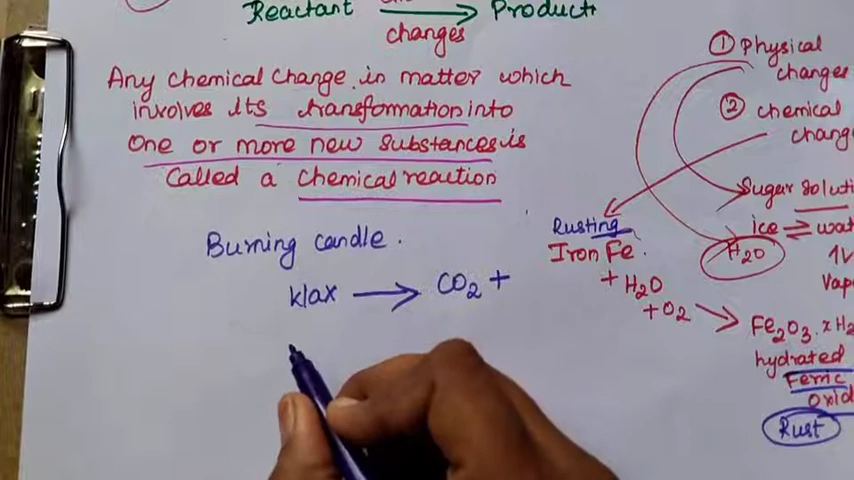 Reactant → Product
changes
Any Chemical Change in matter which
involves its transformation into
One or more new Substances is
Called a Chemical reaction
Burning candle.
Wax → CO2 +
① Physical
changes
② chemical
chang
Sugar Soluti
ice ⇌ wat
H2O
Vap
Rusting
Iron Fe.
+ H2O
+ O2 → Fe2O3.xH2
hydrated
Ferric
Oxid
Rust